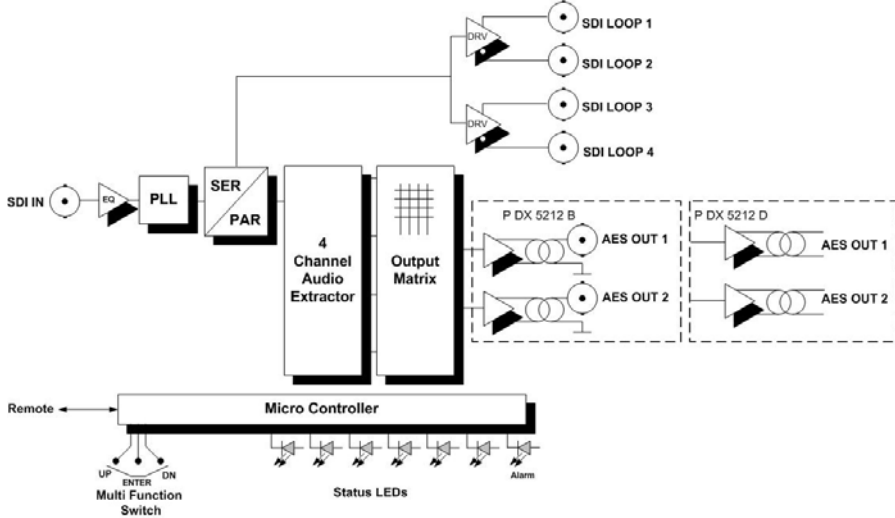 DRV
SDI LOOP 1
SDI LOOP 2
DRV
SDI LOOP 3
SDI LOOP 4
SDI IN
EQ
PLL
SER
PAR
4
Channel
Audio
Extractor
Output
Matrix
P DX 5212 B
AES OUT 1
AES OUT 2
P DX 5212 D
AES OUT 1
AES OUT 2
Remote
Micro Controller
UP
ENTER
DN
Multi Function
Switch
Status LEDs
Alarm